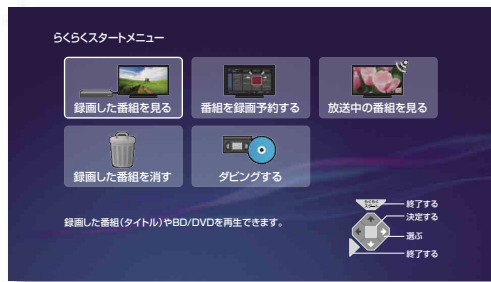 らくらくスタートメニュー
録画した番組を見る
番組を録画予約する
放送中の番組を見る
録画した番組を消す
ダビングする
録画した番組(タイトル)やBD/DVDを再生できます。
終了する
決定する
選ぶ
終了する